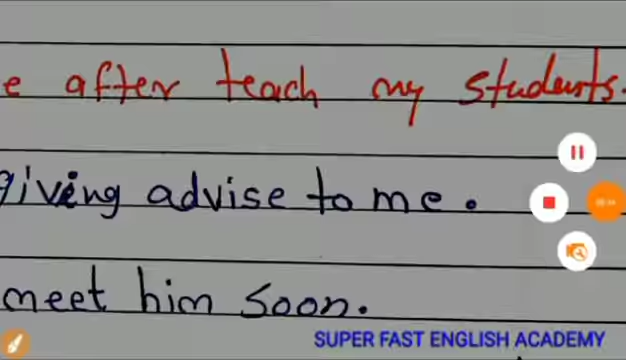 e after teach my students.
giving advise to me.
meet him soon.
SUPER FAST ENGLISH ACADEMY